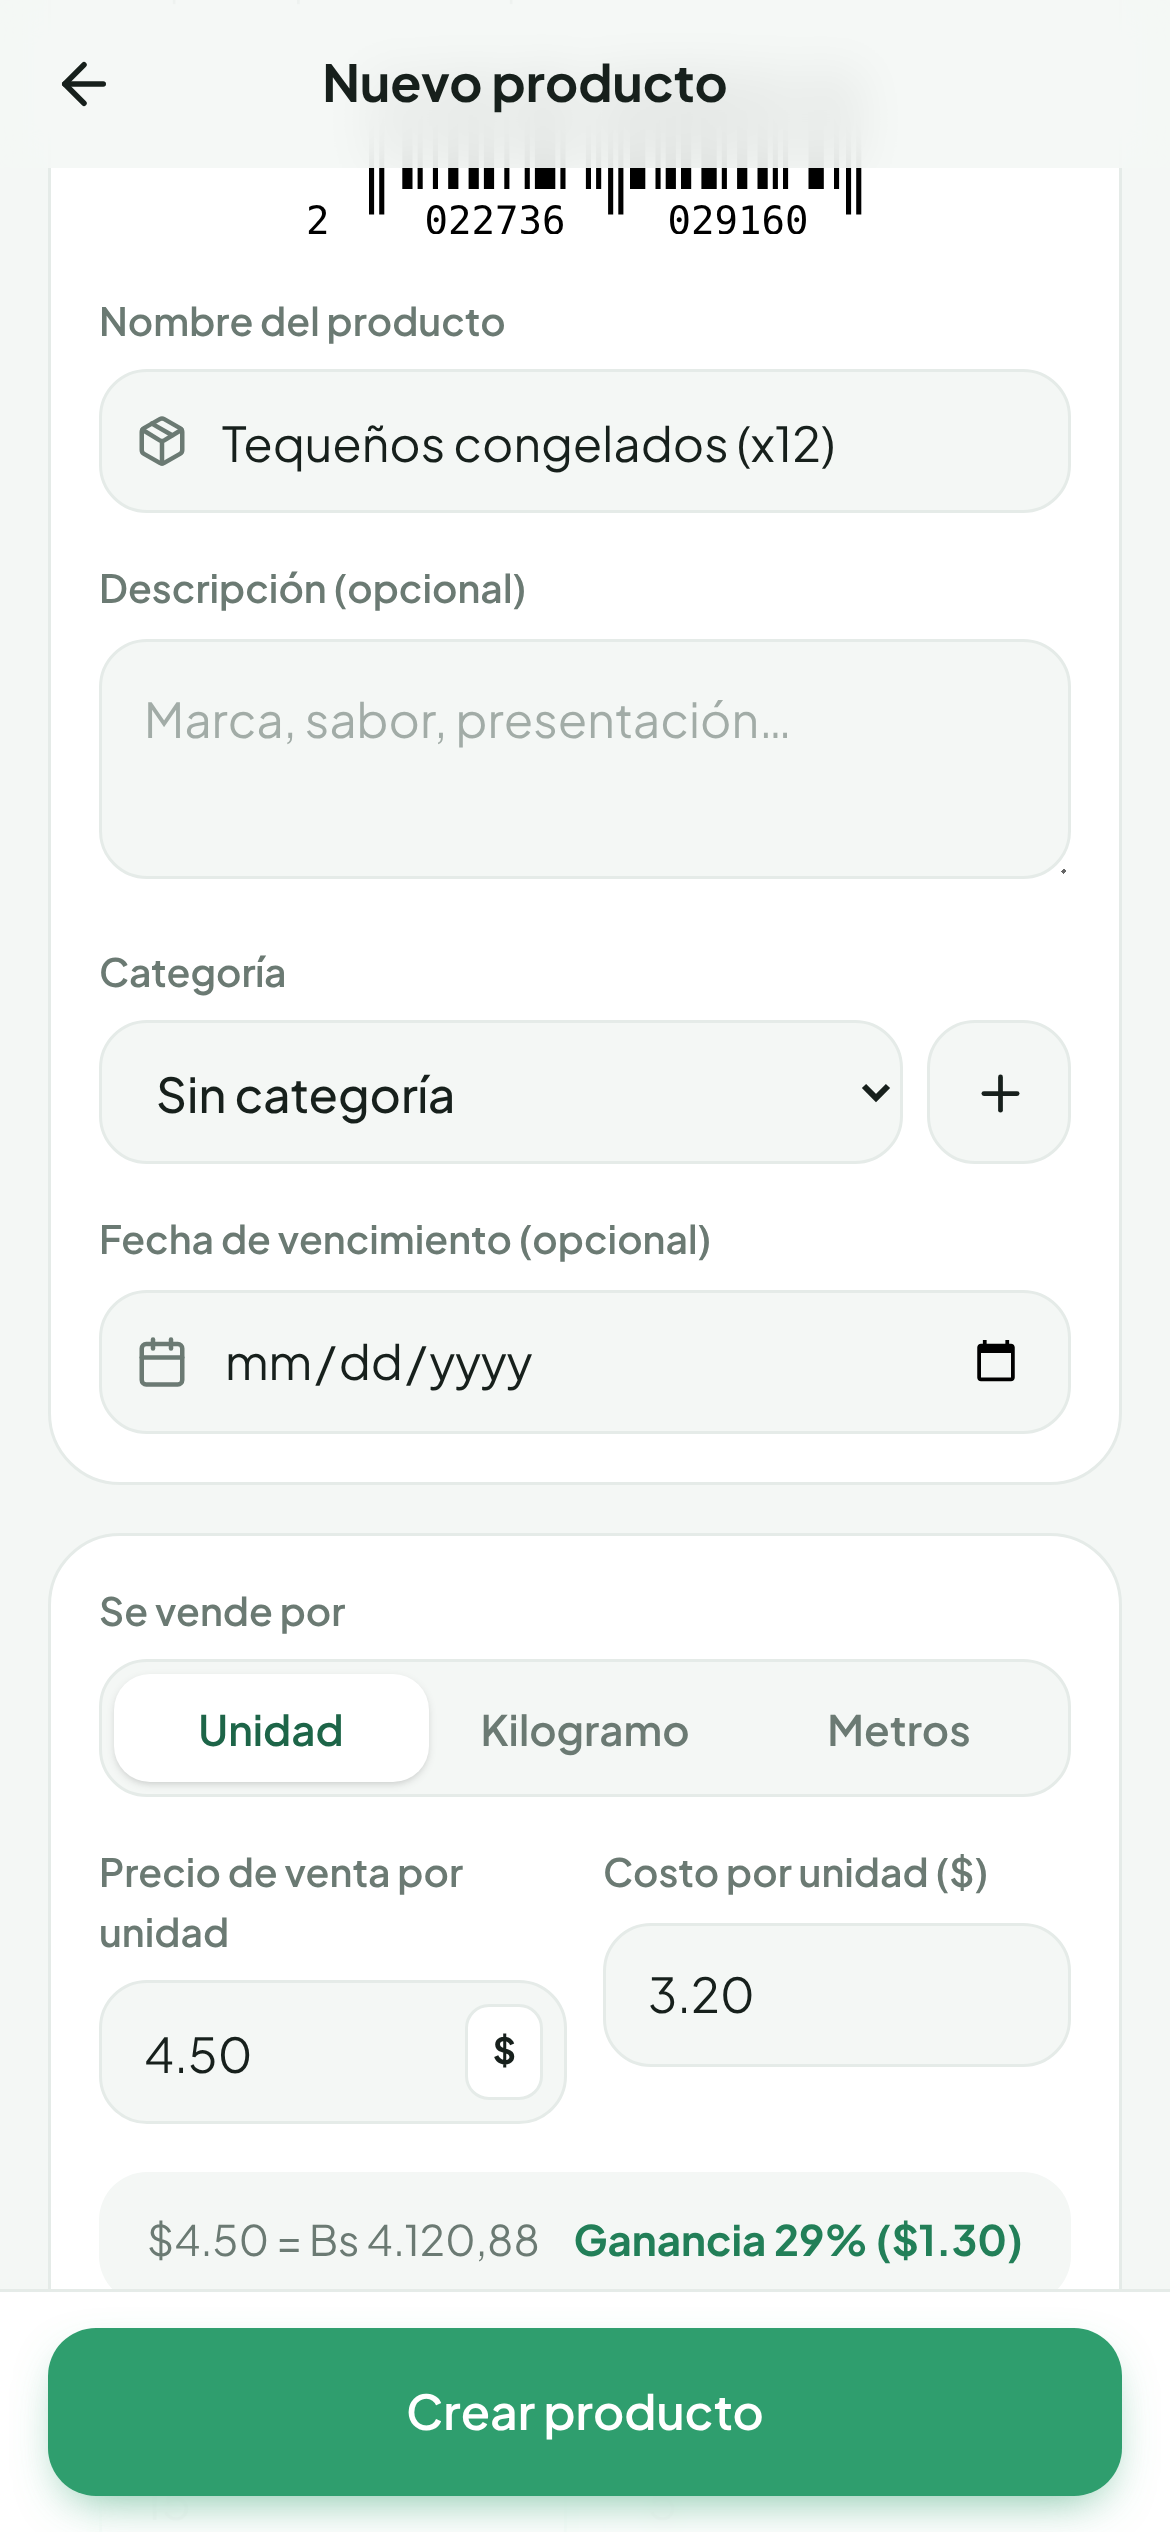 Nuevo producto
2 022736 029160
Nombre del producto
Tequeños congelados (x12)
Descripción (opcional)
Marca, sabor, presentación...
Categoría
Sin categoría
Fecha de vencimiento (opcional)
mm/dd/yyyy
Se vende por
Unidad Kilogramo Metros
Precio de venta por
unidad
Costo por unidad ($)
4.50 $
3.20
$4.50 = Bs 4.120,88 Ganancia 29% ($1.30)
Crear producto